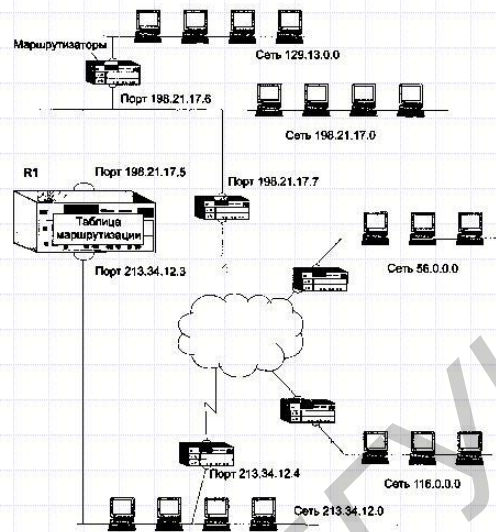 Маршрутизаторы
Сеть 129.13.0.0
Порт 198.21.17.6
Сеть 198.21.17.0
R1
Порт 198.21.17.5
Порт 198.21.17.7
Таблица
маршрутизации
Порт 213.34.12.3
Сеть 56.0.0.0
Порт 213.34.12.4
Сеть 116.0.0.0
Сеть 213.34.12.0